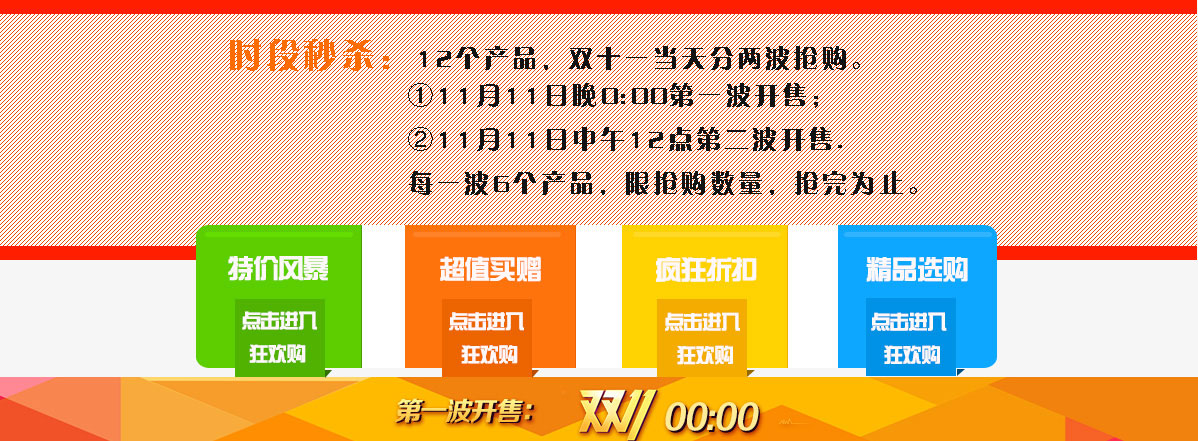 时段秒杀：12个产品，双十一当天分两波抢购。
①11月11日晚0:00第一波开售；
②11月11日中午12点第二波开售.
每一波6个产品，限抢购数量，抢完为止。
特价风暴
点击进入
狂欢购
超值买赠
点击进入
狂欢购
疯狂折扣
点击进入
狂欢购
精品选购
点击进入
狂欢购
第一波开售： 双11 00:00